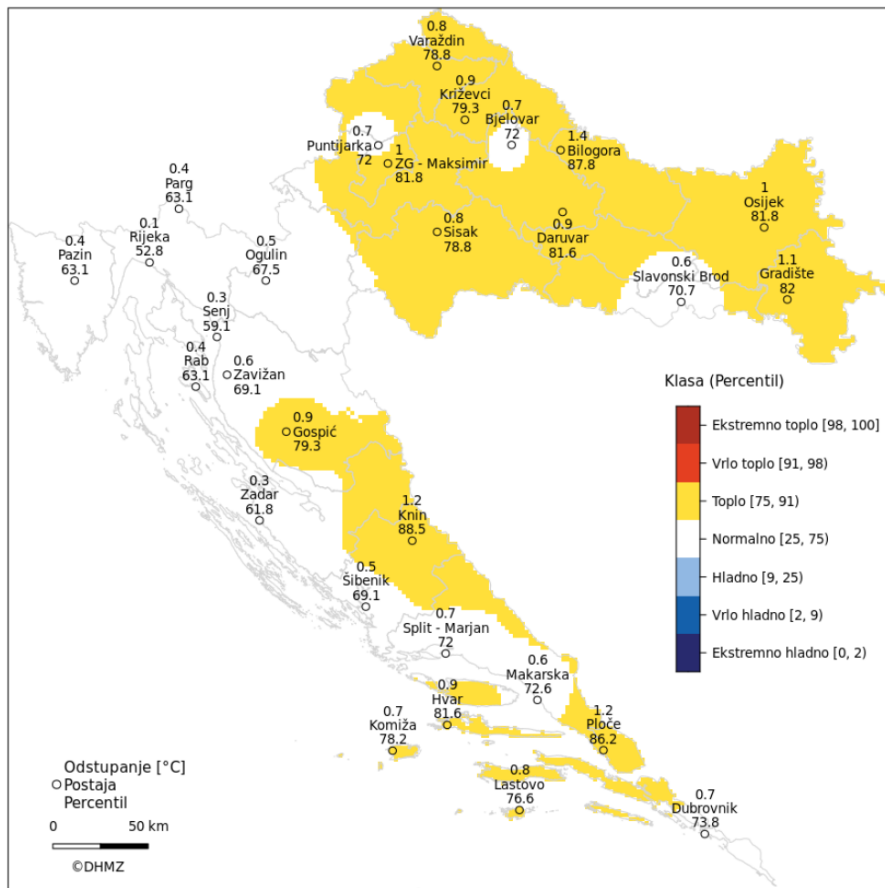 0.8
Varaždin
78.8
0.9
Križevci
79.3
0.7
Bjelovar
72
0.7
Puntijarka
72
1
ZG - Maksimir
81.8
1.4
Bilogora
87.8
0.4
Parg
63.1
1
Osijek
81.8
0.1
Rijeka
52.8
0.4
Pazin
63.1
0.5
Ogulin
67.5
0.8
Sisak
78.8
0.9
Daruvar
81.6
0.6
Slavonski Brod
70.7
1.1
Gradište
82
0.3
Senj
59.1
0.4
Rab
63.1
0.6
Zavižan
69.1
0.9
Gospić
79.3
0.3
Zadar
61.8
1.2
Knin
88.5
0.5
Šibenik
69.1
0.7
Split - Marjan
72
0.6
Makarska
72.6
0.9
Hvar
81.6
0.7
Komiža
78.2
1.2
Ploče
86.2
0.8
Lastovo
76.6
0.7
Dubrovnik
73.8
Klasa (Percentil)
Ekstremno toplo [98, 100]
Vrlo toplo [91, 98)
Toplo [75, 91)
Normalno [25, 75)
Hladno [9, 25)
Vrlo hladno [2, 9)
Ekstremno hladno [0, 2)
Odstupanje [°C]
Postaja
Percentil
0 50 km
©DHMZ